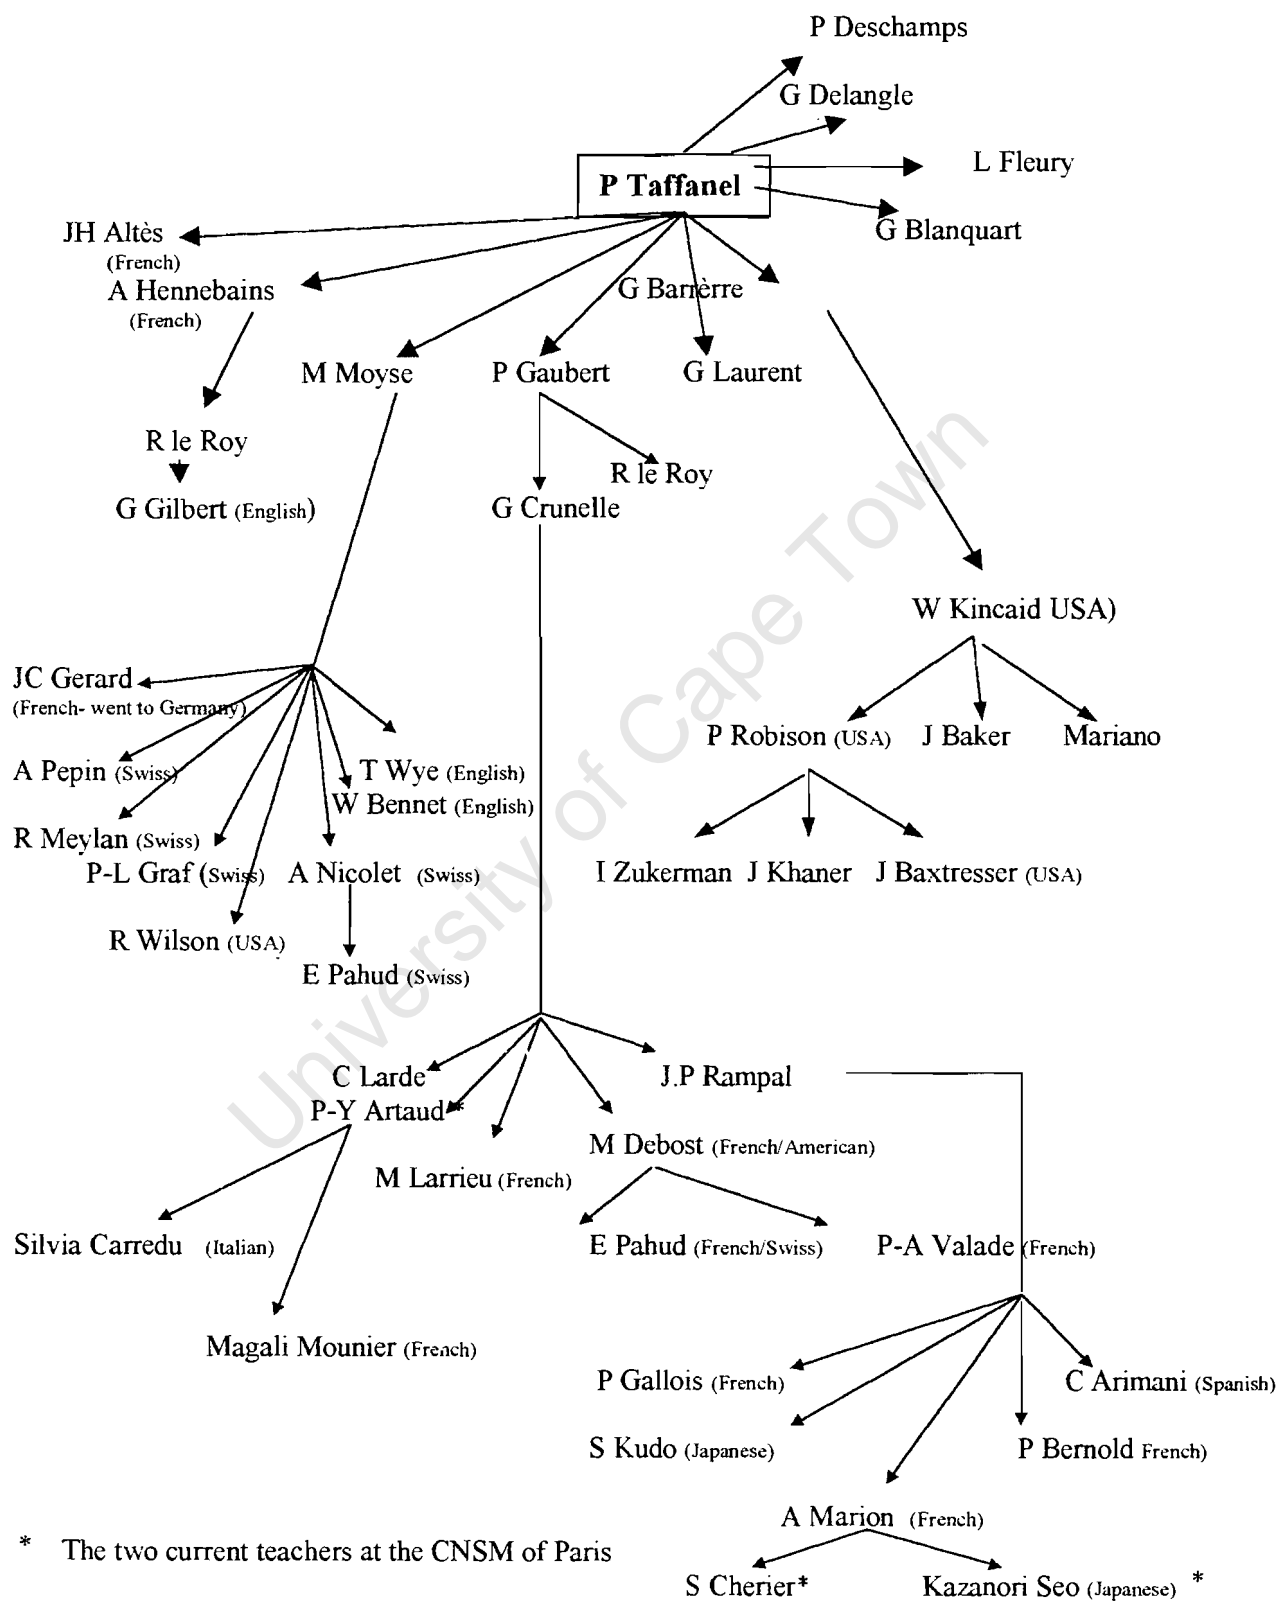 P Deschamps
G Delangle
L Fleury
P Taffanel
G Blanquart
JH Altès
(French)
A Hennebains
(French)
G Barrèrre
M Moyse
P Gaubert
G Laurent
R le Roy
R le Roy
G Gilbert (English)
G Crunelle
W Kincaid USA)
JC Gerard
(French- went to Germany)
P Robison (USA)
J Baker
Mariano
A Pepin (Swiss)
T Wye (English)
W Bennet (English)
R Meylan (Swiss)
P-L Graf (Swiss)
A Nicolet (Swiss)
I Zukerman
J Khaner
J Baxtresser (USA)
R Wilson (USA)
E Pahud (Swiss)
C Larde
J.P Rampal
P-Y Artaud *
M Debost (French/American)
M Larrieu (French)
Silvia Carredu (Italian)
E Pahud (French/Swiss)
P-A Valade (French)
Magali Mounier (French)
P Gallois (French)
C Arimani (Spanish)
S Kudo (Japanese)
P Bernold French)
A Marion (French)
* The two current teachers at the CNSM of Paris
S Cherier*
Kazanori Seo (Japanese) *
University of Cape Town